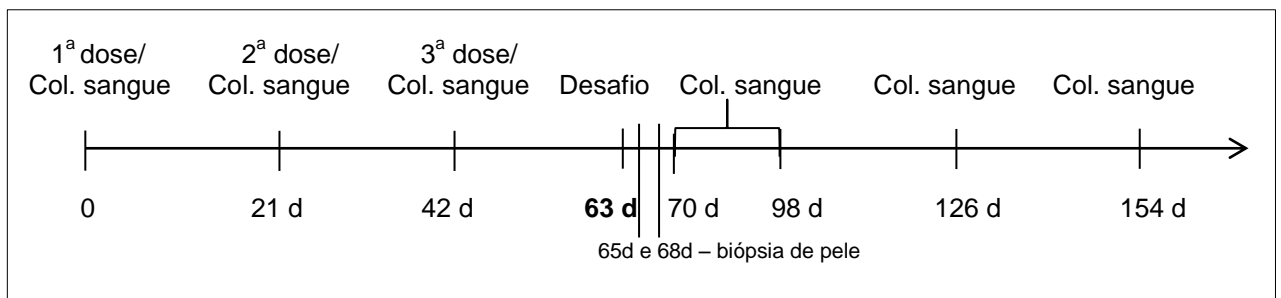 1ª dose/ 2ª dose/ 3ª dose/
Col. sangue Col. sangue Col. sangue Desafio Col. sangue Col. sangue Col. sangue
0 21 d 42 d 63 d 70 d 98 d 126 d 154 d
65d e 68d – biópsia de pele